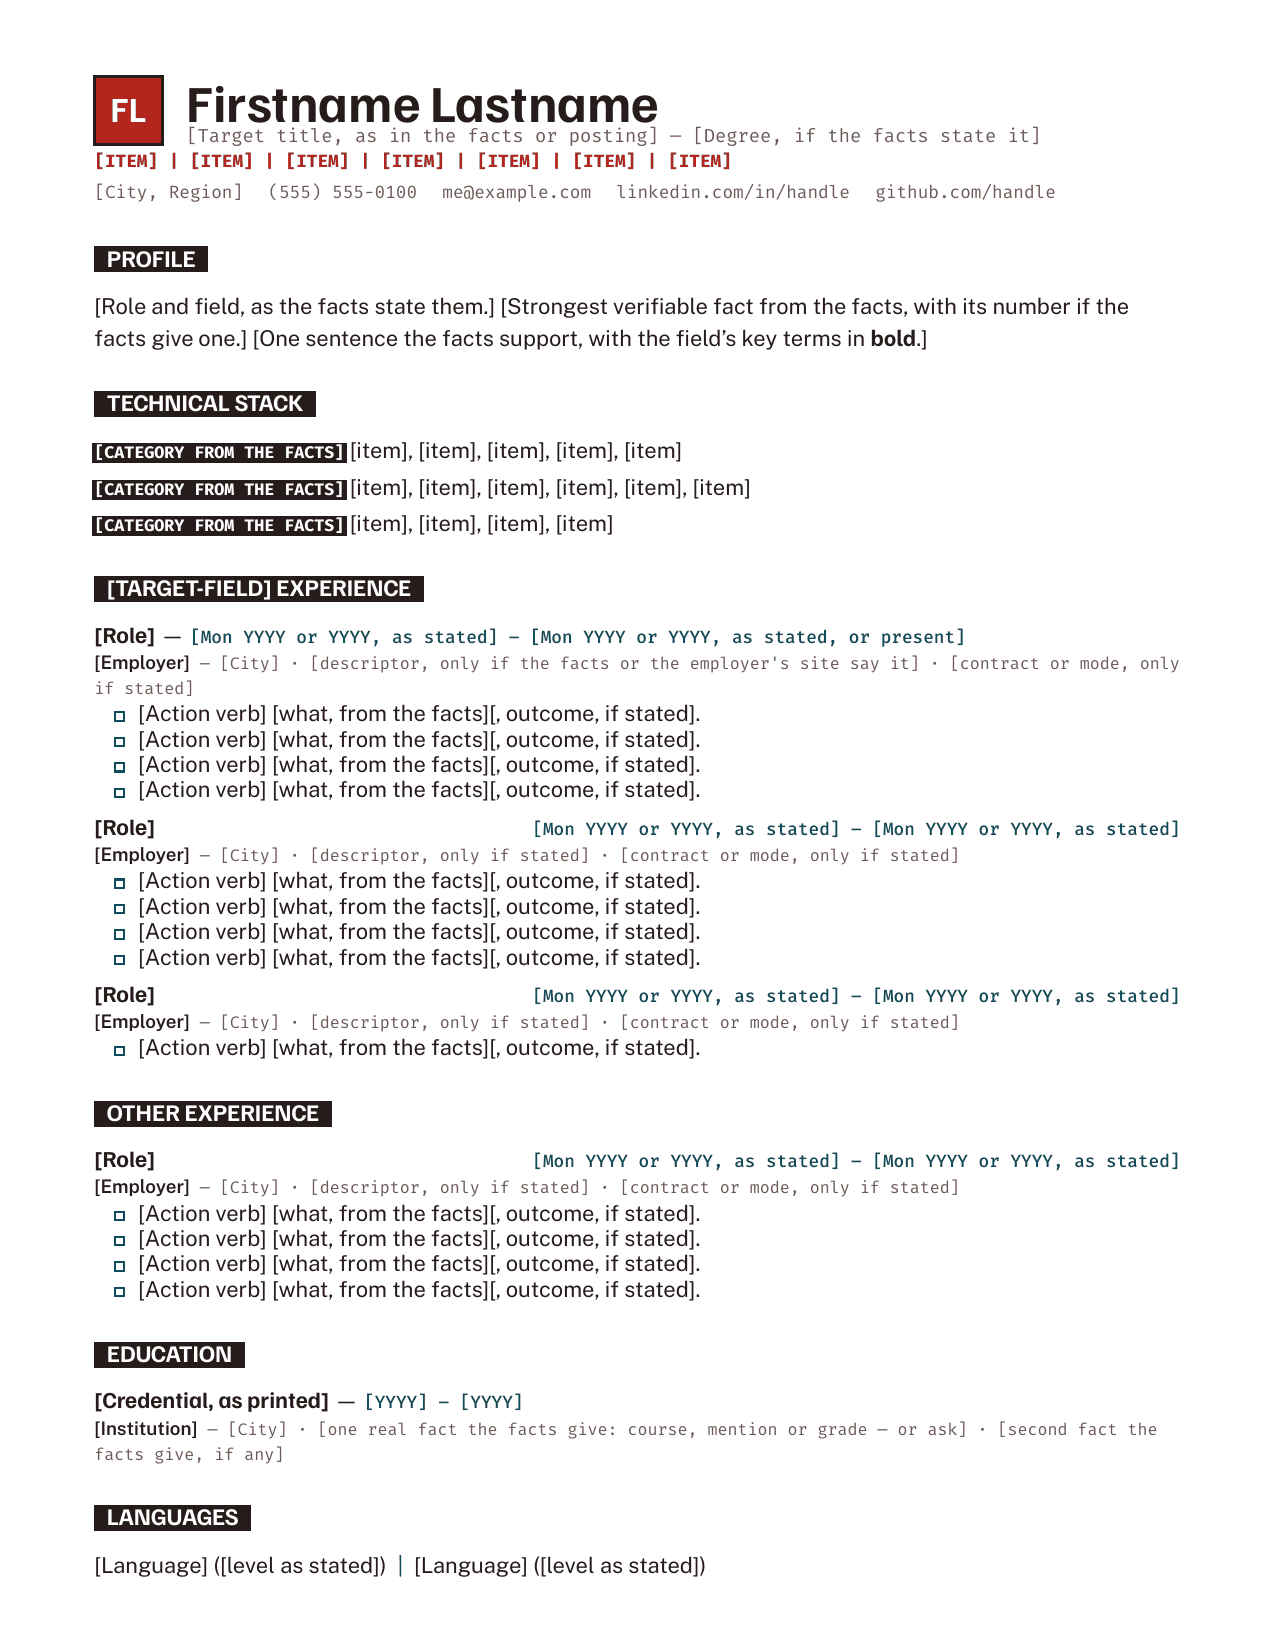 FL
Firstname Lastname
[Target title, as in the facts or posting] — [Degree, if the facts state it]
[ITEM] | [ITEM] | [ITEM] | [ITEM] | [ITEM] | [ITEM] | [ITEM]
[City, Region] (555) 555-0100 me@example.com linkedin.com/in/handle github.com/handle
PROFILE
[Role and field, as the facts state them.] [Strongest verifiable fact from the facts, with its number if the
facts give one.] [One sentence the facts support, with the field’s key terms in bold.]
TECHNICAL STACK
[CATEGORY FROM THE FACTS] [item], [item], [item], [item], [item]
[CATEGORY FROM THE FACTS] [item], [item], [item], [item], [item], [item]
[CATEGORY FROM THE FACTS] [item], [item], [item], [item]
[TARGET-FIELD] EXPERIENCE
[Role] — [Mon YYYY or YYYY, as stated] – [Mon YYYY or YYYY, as stated, or present]
[Employer] — [City] · [descriptor, only if the facts or the employer's site say it] · [contract or mode, only
if stated]
[Action verb] [what, from the facts][, outcome, if stated].
[Action verb] [what, from the facts][, outcome, if stated].
[Action verb] [what, from the facts][, outcome, if stated].
[Action verb] [what, from the facts][, outcome, if stated].
[Role] [Mon YYYY or YYYY, as stated] – [Mon YYYY or YYYY, as stated]
[Employer] — [City] · [descriptor, only if stated] · [contract or mode, only if stated]
[Action verb] [what, from the facts][, outcome, if stated].
[Action verb] [what, from the facts][, outcome, if stated].
[Action verb] [what, from the facts][, outcome, if stated].
[Action verb] [what, from the facts][, outcome, if stated].
[Role] [Mon YYYY or YYYY, as stated] – [Mon YYYY or YYYY, as stated]
[Employer] — [City] · [descriptor, only if stated] · [contract or mode, only if stated]
[Action verb] [what, from the facts][, outcome, if stated].
OTHER EXPERIENCE
[Role] [Mon YYYY or YYYY, as stated] – [Mon YYYY or YYYY, as stated]
[Employer] — [City] · [descriptor, only if stated] · [contract or mode, only if stated]
[Action verb] [what, from the facts][, outcome, if stated].
[Action verb] [what, from the facts][, outcome, if stated].
[Action verb] [what, from the facts][, outcome, if stated].
[Action verb] [what, from the facts][, outcome, if stated].
EDUCATION
[Credential, as printed] — [YYYY] – [YYYY]
[Institution] — [City] · [one real fact the facts give: course, mention or grade — or ask] · [second fact the
facts give, if any]
LANGUAGES
[Language] ([level as stated]) | [Language] ([level as stated])